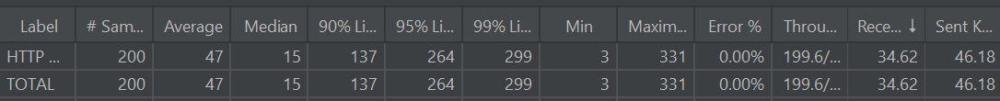 Label # Sam... Average Median 90% Li... 95% Li... 99% Li... Min Maxim... Error % Throu... Rece... ↓ Sent K...
HTTP ... 200 47 15 137 264 299 3 331 0.00% 199.6/... 34.62 46.18
TOTAL 200 47 15 137 264 299 3 331 0.00% 199.6/... 34.62 46.18